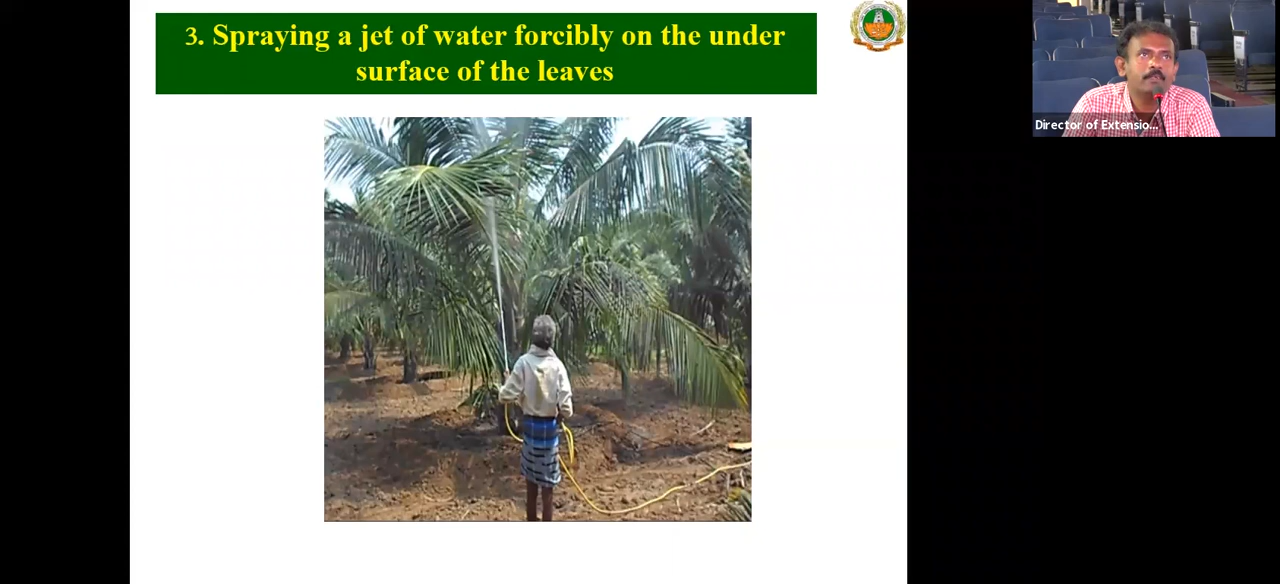 3. Spraying a jet of water forcibly on the under
surface of the leaves
Director of Extensio...